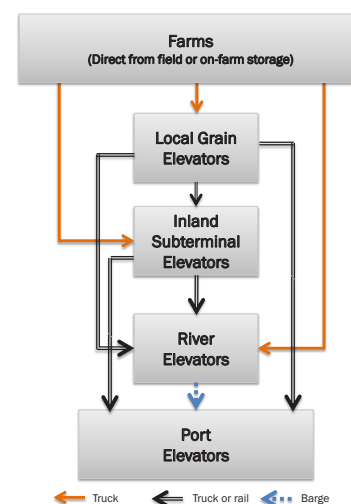 Farms
(Direct from field or on-farm storage)
Local Grain
Elevators
Inland
Subterminal
Elevators
River
Elevators
Port
Elevators
Truck
Truck or rail
Barge